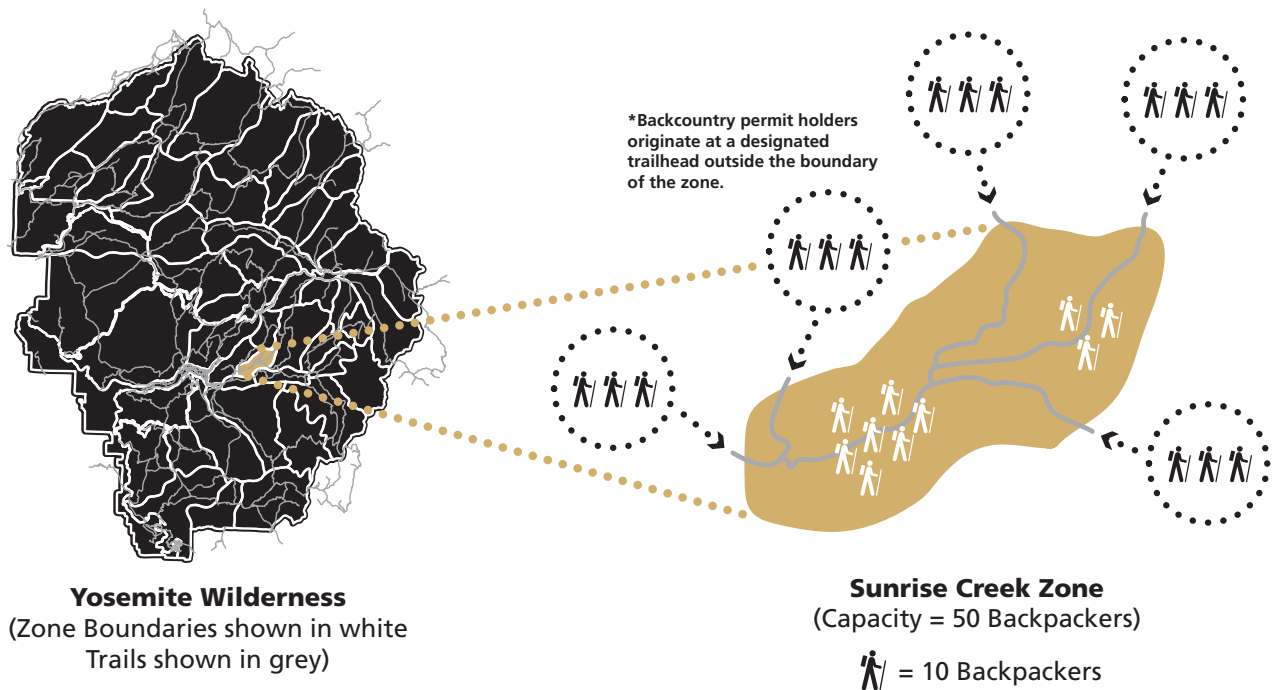 *Backcountry permit holders
originate at a designated
trailhead outside the boundary
of the zone.
Yosemite Wilderness
(Zone Boundaries shown in white
Trails shown in grey)
Sunrise Creek Zone
(Capacity = 50 Backpackers)
= 10 Backpackers